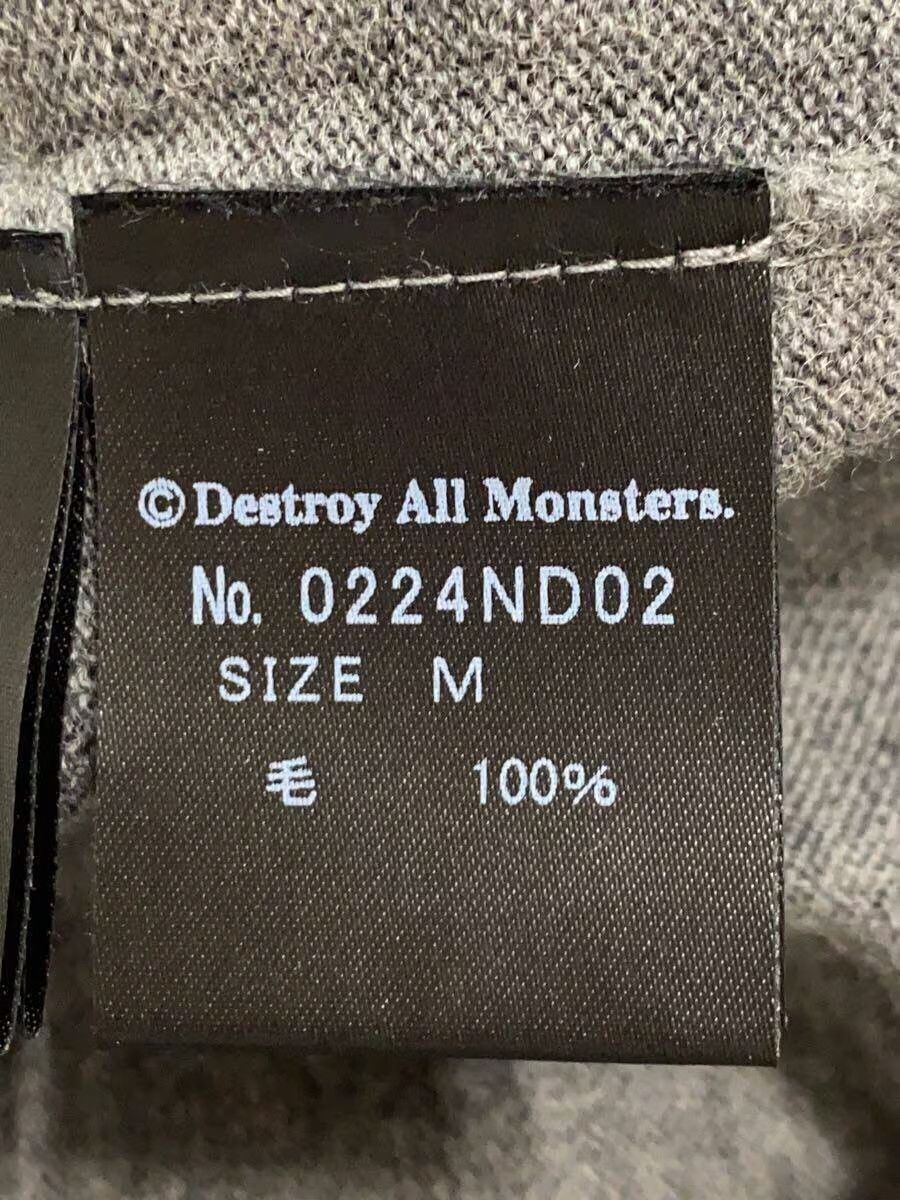 ©Destroy All Monsters.
No. 0224ND02
SIZE M
毛 100%